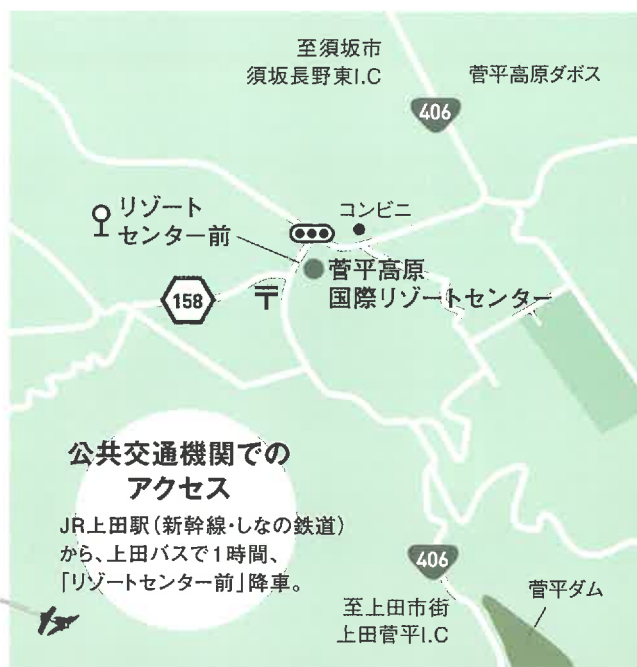 至須坂市
須坂長野東I.C
菅平高原ダボス
406
リゾート
センター前
コンビニ
菅平高原
国際リゾートセンター
158
〒
公共交通機関での
アクセス
JR上田駅(新幹線・しなの鉄道)
から、上田バスで1時間、
「リゾートセンター前」降車。
406
至上田市街
上田菅平I.C
菅平ダム